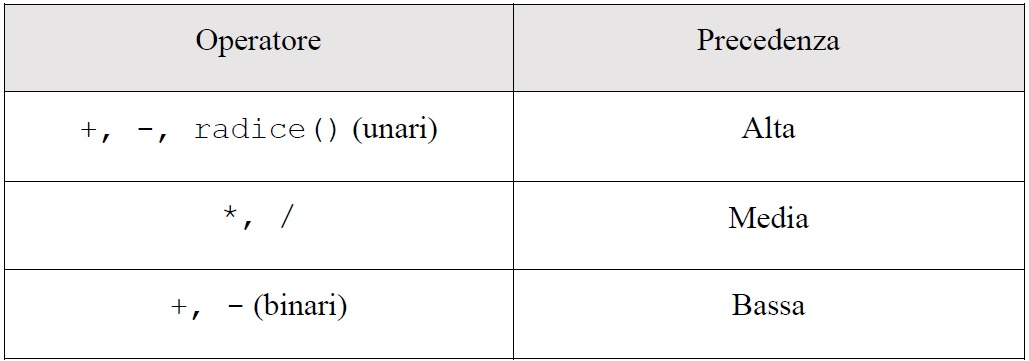 Operatore Precedenza
+, -, radice() (unari) Alta
*, / Media
+, - (binari) Bassa